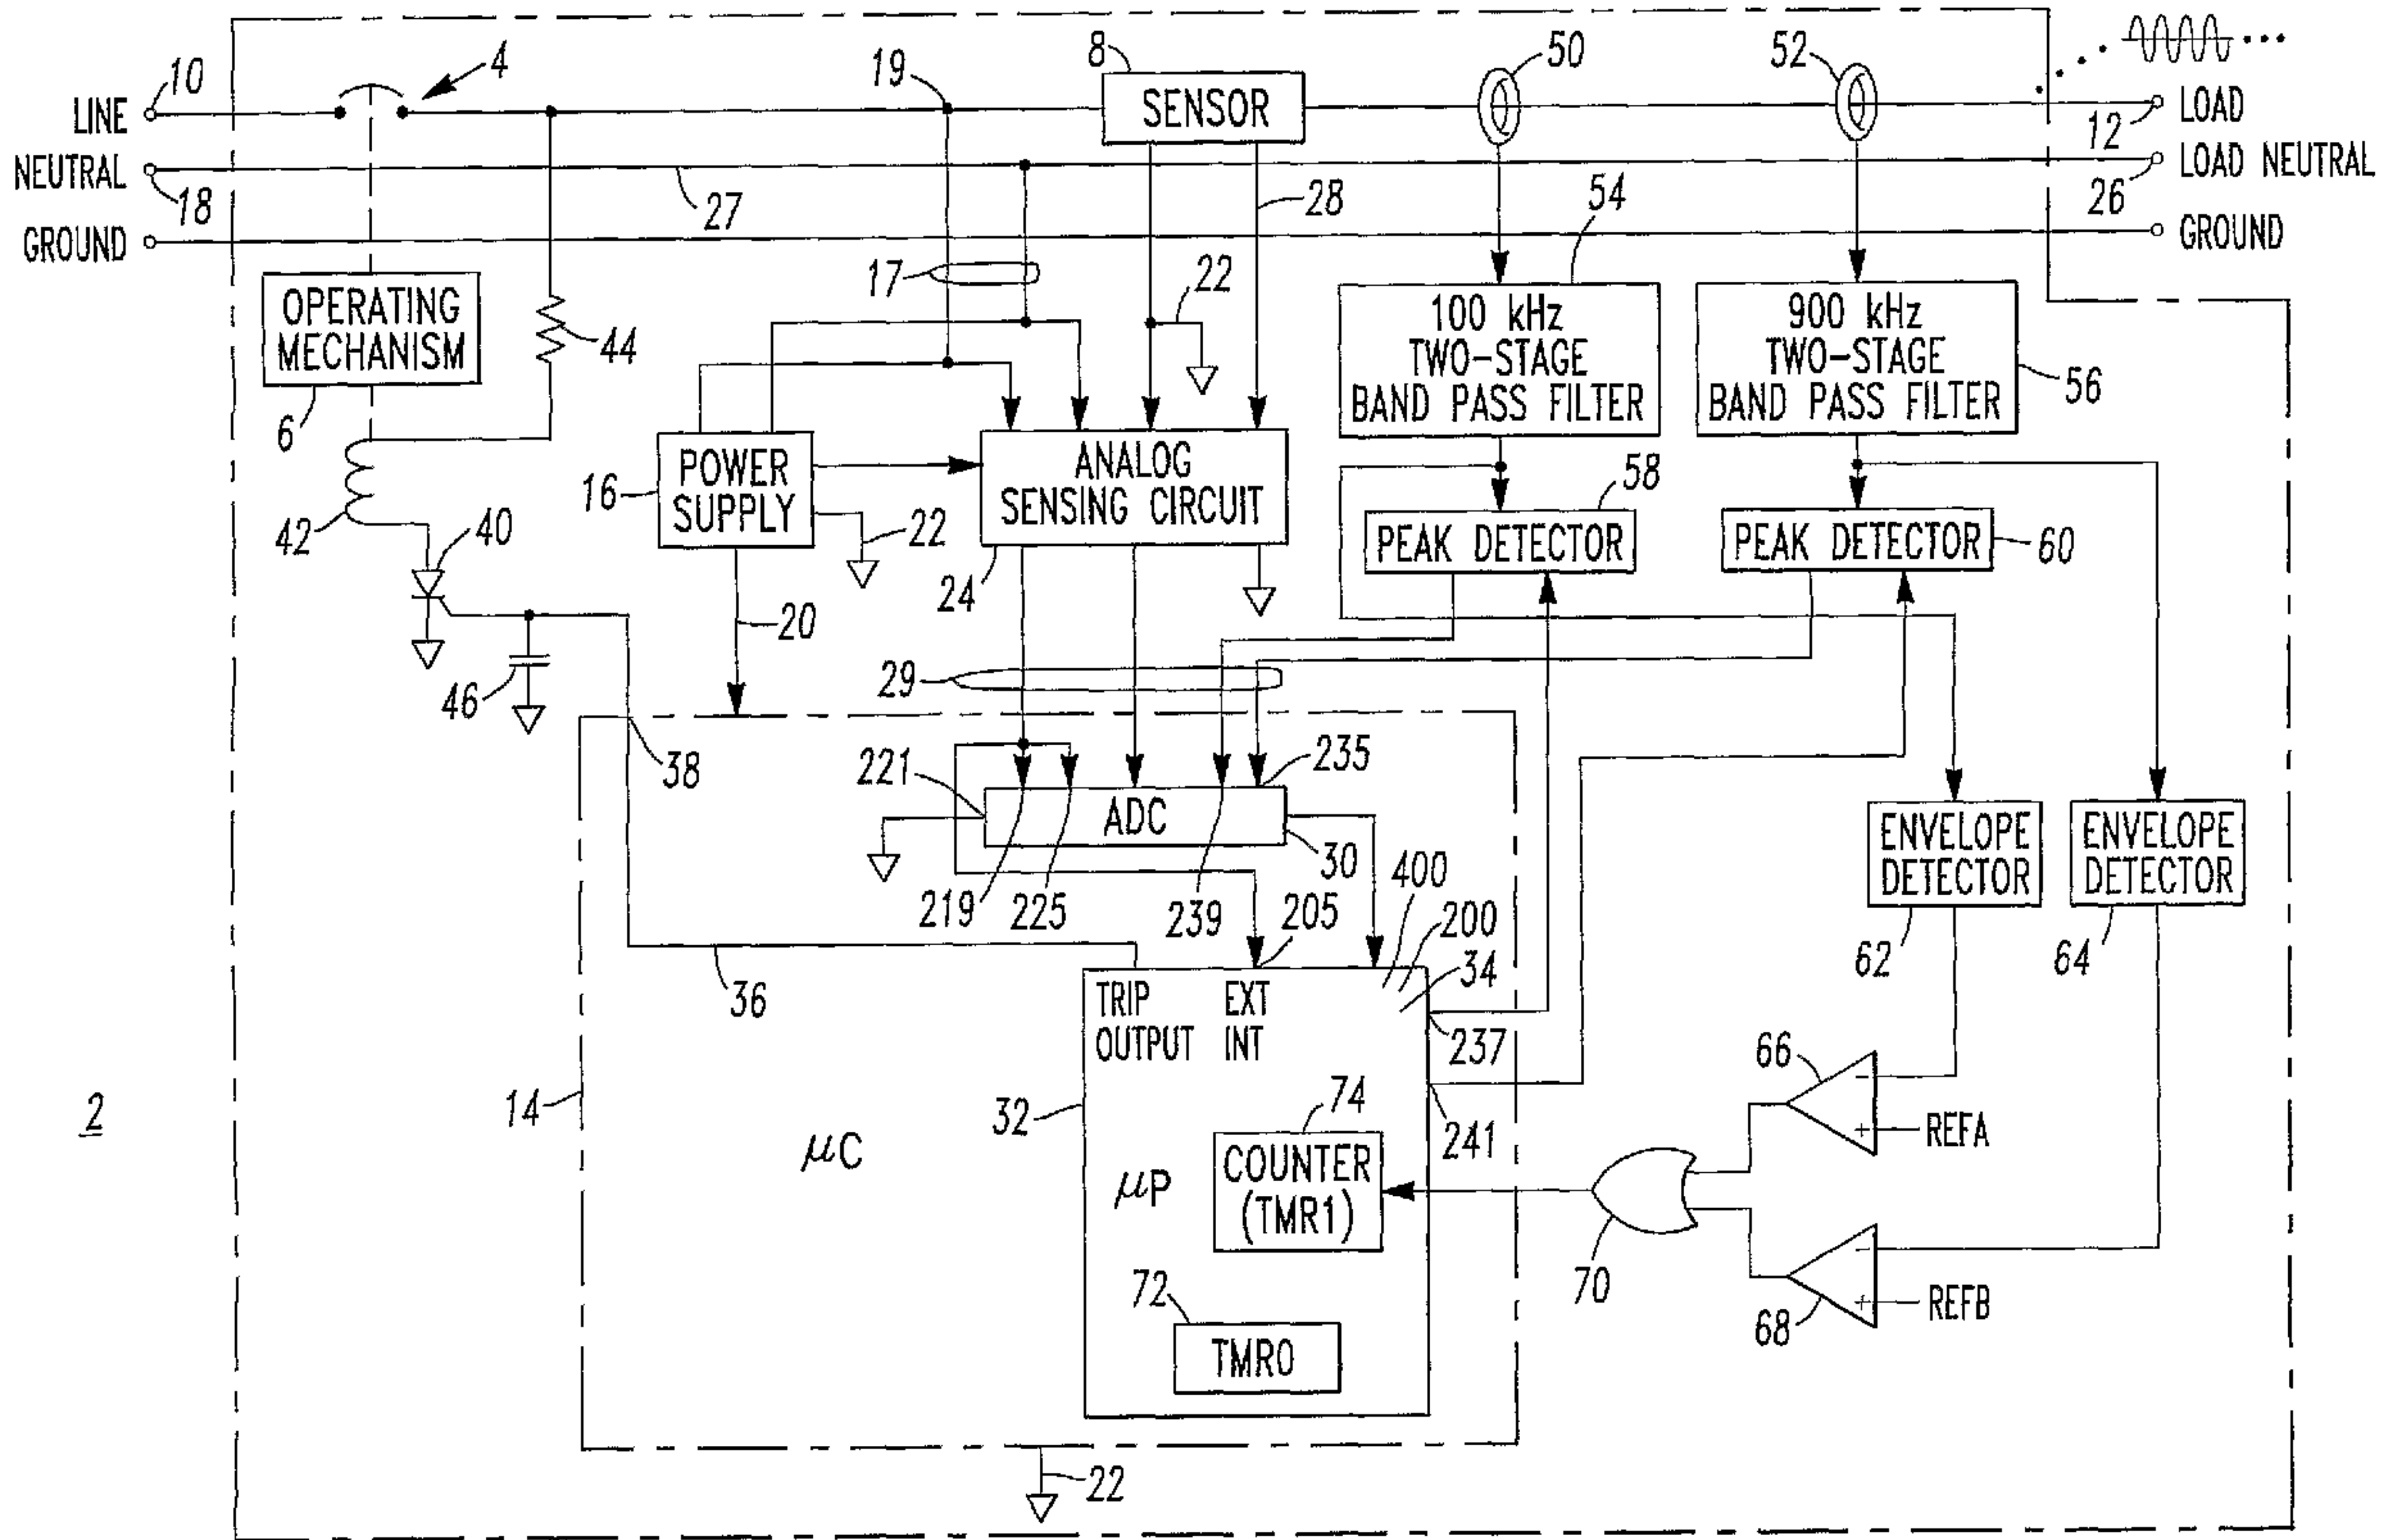 10
4
19
8
50
52
LINE
SENSOR
LOAD
12
NEUTRAL
LOAD NEUTRAL
18
27
28
54
26
GROUND
GROUND
17
22
OPERATING
MECHANISM
44
100 kHz
TWO-STAGE
BAND PASS FILTER
900 kHz
TWO-STAGE
BAND PASS FILTER
56
6
POWER
SUPPLY
16
ANALOG
SENSING CIRCUIT
58
42
40
22
PEAK DETECTOR
PEAK DETECTOR
60
24
20
29
46
38
221
235
ADC
30
ENVELOPE
DETECTOR
ENVELOPE
DETECTOR
219
225
239
205
400
200
34
62
64
36
TRIP
OUTPUT
EXT
INT
237
66
2
14
32
74
241
REFA
μC
μP
COUNTER
(TMR1)
72
70
REFB
68
TMR0
22